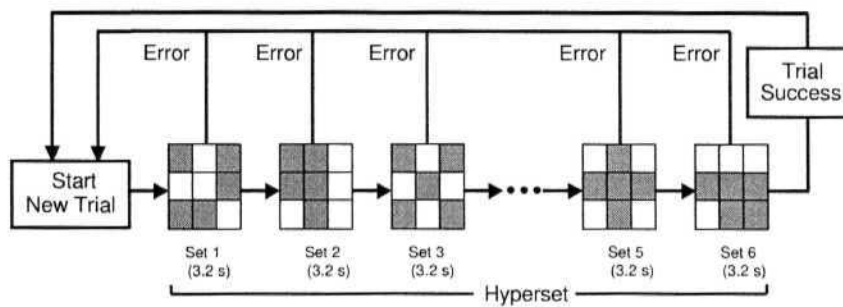 Error
Error
Error
Error
Error
Trial
Success
Start
New Trial
Set 1
(3.2 s)
Set 2
(3.2 s)
Set 3
(3.2 s)
Set 5
(3.2 s)
Set 6
(3.2 s)
Hyperset